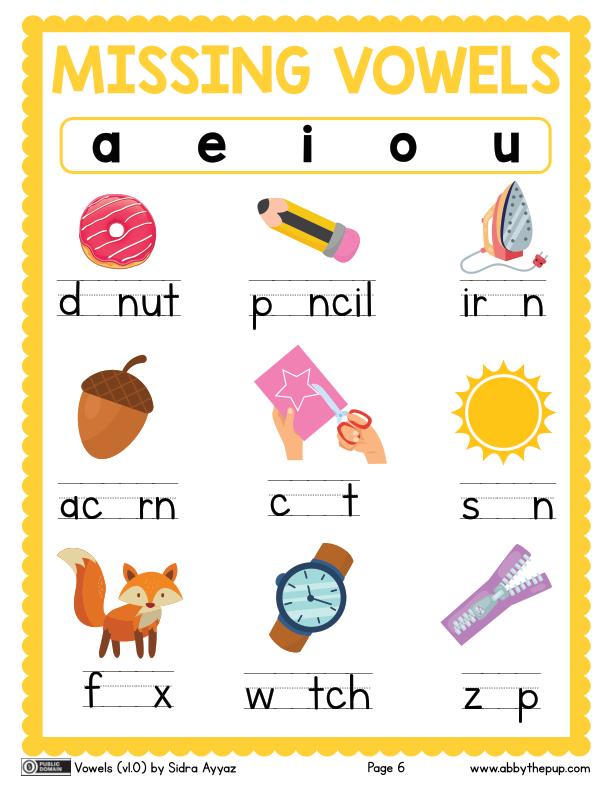 MISSING VOWELS
a e i o u
d nut p ncil ir n
ac rn c t s n
f x w tch z p
0 PUBLIC DOMAIN Vowels (v1.0) by Sidra Ayyaz Page 6 www.abbythepup.com